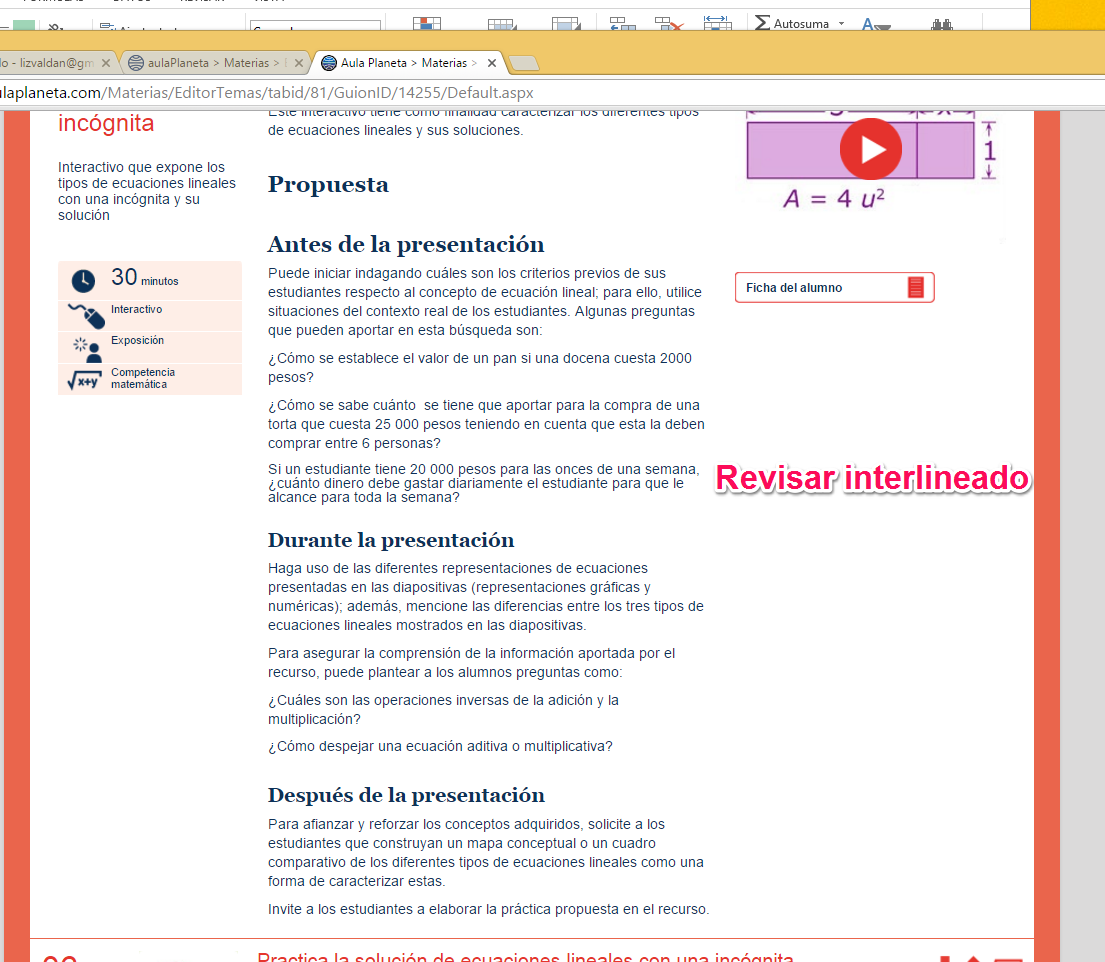 Autosuma
do - lizvaldan@gm
aulaPlaneta > Materias >
Aula Planeta > Materias >
ulaplaneta.com/Materias/EditorTemas/tabid/81/GuionID/14255/Default.aspx
incógnita
Interactivo que expone los
tipos de ecuaciones lineales
con una incógnita y su
solución
30 minutos
Interactivo
Exposición
√x+y
Competencia
matemática
Este interactivo tiene como finalidad caracterizar los diferentes tipos
de ecuaciones lineales y sus soluciones.
Propuesta
Antes de la presentación
Puede iniciar indagando cuáles son los criterios previos de sus
estudiantes respecto al concepto de ecuación lineal; para ello, utilice
situaciones del contexto real de los estudiantes. Algunas preguntas
que pueden aportar en esta búsqueda son:
¿Cómo se establece el valor de un pan si una docena cuesta 2000
pesos?
¿Cómo se sabe cuánto  se tiene que aportar para la compra de una
torta que cuesta 25 000 pesos teniendo en cuenta que esta la deben
comprar entre 6 personas?
Si un estudiante tiene 20 000 pesos para las onces de una semana,
¿cuánto dinero debe gastar diariamente el estudiante para que le
alcance para toda la semana?
Revisar interlineado
Durante la presentación
Haga uso de las diferentes representaciones de ecuaciones
presentadas en las diapositivas (representaciones gráficas y
numéricas); además, mencione las diferencias entre los tres tipos de
ecuaciones lineales mostrados en las diapositivas.
Para asegurar la comprensión de la información aportada por el
recurso, puede plantear a los alumnos preguntas como:
¿Cuáles son las operaciones inversas de la adición y la
multiplicación?
¿Cómo despejar una ecuación aditiva o multiplicativa?
Después de la presentación
Para afianzar y reforzar los conceptos adquiridos, solicite a los
estudiantes que construyan un mapa conceptual o un cuadro
comparativo de los diferentes tipos de ecuaciones lineales como una
forma de caracterizar estas.
Invite a los estudiantes a elaborar la práctica propuesta en el recurso.
1
A = 4 u²
Ficha del alumno
Practica la solución de ecuaciones lineales con una incógnita